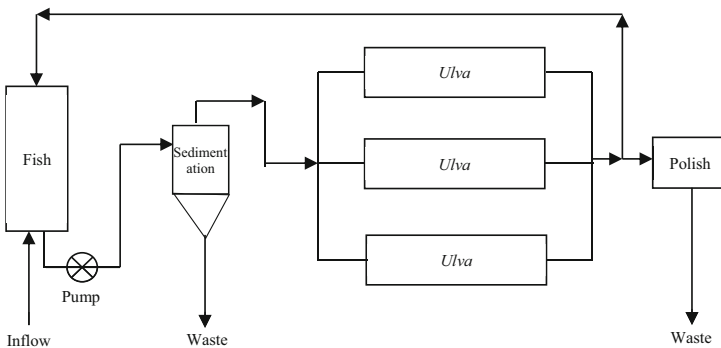 Ulva
Fish
Sediment
ation
Ulva
Polish
Ulva
Pump
Inflow
Waste
Waste